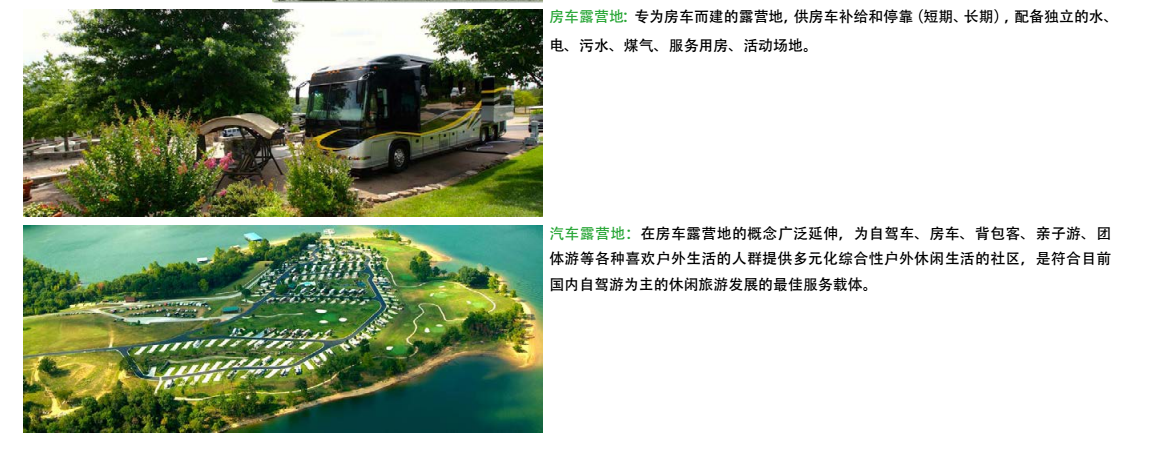 房车露营地：专为房车而建的露营地，供房车补给和停靠（短期、长期），配备独立的水、
电、污水、煤气、服务用房、活动场地。
汽车露营地：在房车露营地的概念广泛延伸，为自驾车、房车、背包客、亲子游、团
体游等各种喜欢户外生活的人群提供多元化综合性户外休闲生活的社区，是符合目前
国内自驾游为主的休闲旅游发展的最佳服务载体。